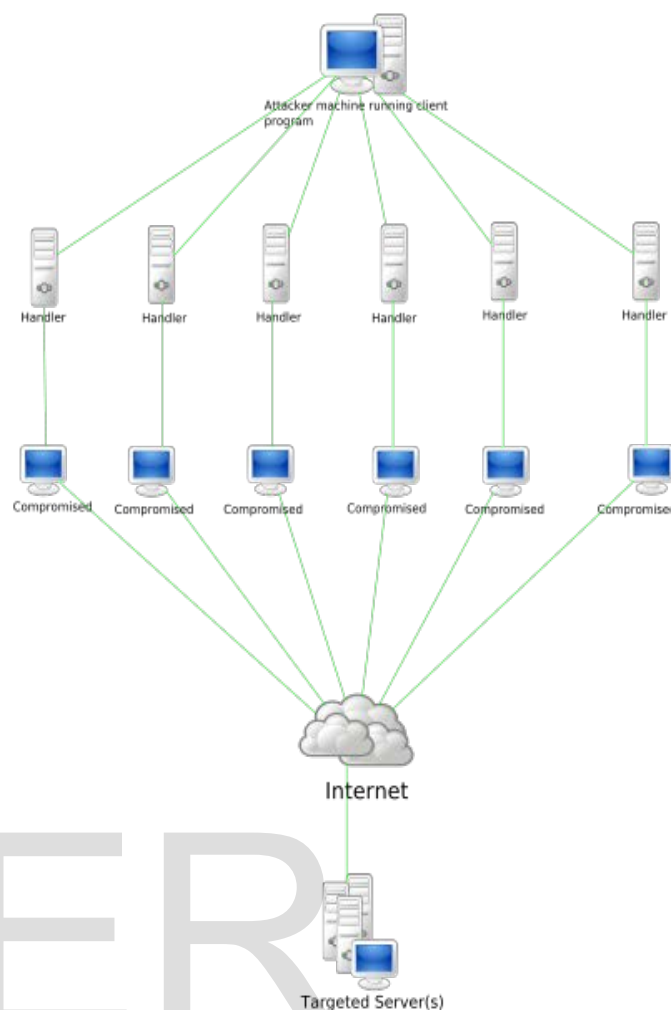 Attacker machine running client
program
Handler
Handler
Handler
Handler
Handler
Handler
Compromised
Compromised
Compromised
Compromised
Compromised
Compromised
Internet
ER
Targeted Server(s)